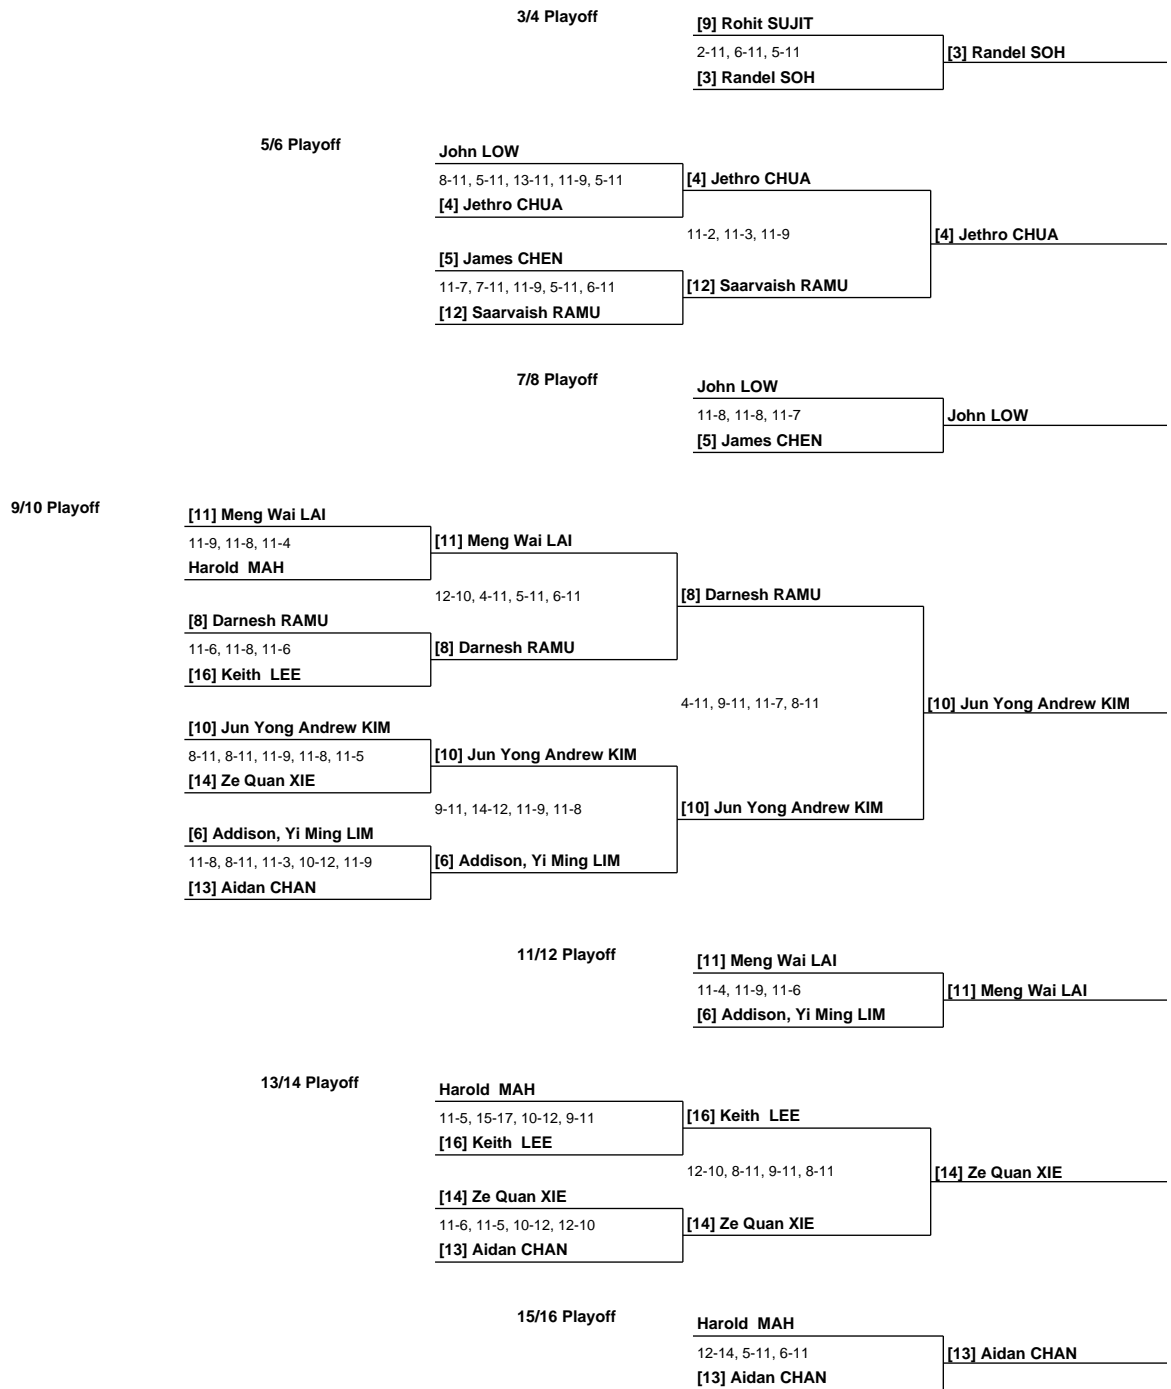 3/4 Playoff
[9] Rohit SUJIT
2-11, 6-11, 5-11
[3] Randel SOH
[3] Randel SOH
5/6 Playoff
John LOW
8-11, 5-11, 13-11, 11-9, 5-11
[4] Jethro CHUA
[4] Jethro CHUA
11-2, 11-3, 11-9
[4] Jethro CHUA
[5] James CHEN
11-7, 7-11, 11-9, 5-11, 6-11
[12] Saarvaish RAMU
[12] Saarvaish RAMU
7/8 Playoff
John LOW
11-8, 11-8, 11-7
John LOW
[5] James CHEN
9/10 Playoff
[11] Meng Wai LAI
11-9, 11-8, 11-4
[11] Meng Wai LAI
Harold MAH
12-10, 4-11, 5-11, 6-11
[8] Darnesh RAMU
[8] Darnesh RAMU
11-6, 11-8, 11-6
[8] Darnesh RAMU
[16] Keith LEE
4-11, 9-11, 11-7, 8-11
[10] Jun Yong Andrew KIM
[10] Jun Yong Andrew KIM
8-11, 8-11, 11-9, 11-8, 11-5
[10] Jun Yong Andrew KIM
[14] Ze Quan XIE
9-11, 14-12, 11-9, 11-8
[10] Jun Yong Andrew KIM
[6] Addison, Yi Ming LIM
11-8, 8-11, 11-3, 10-12, 11-9
[6] Addison, Yi Ming LIM
[13] Aidan CHAN
11/12 Playoff
[11] Meng Wai LAI
11-4, 11-9, 11-6
[11] Meng Wai LAI
[6] Addison, Yi Ming LIM
13/14 Playoff
Harold MAH
11-5, 15-17, 10-12, 9-11
[16] Keith LEE
[16] Keith LEE
12-10, 8-11, 9-11, 8-11
[14] Ze Quan XIE
[14] Ze Quan XIE
11-6, 11-5, 10-12, 12-10
[14] Ze Quan XIE
[13] Aidan CHAN
15/16 Playoff
Harold MAH
12-14, 5-11, 6-11
[13] Aidan CHAN
[13] Aidan CHAN